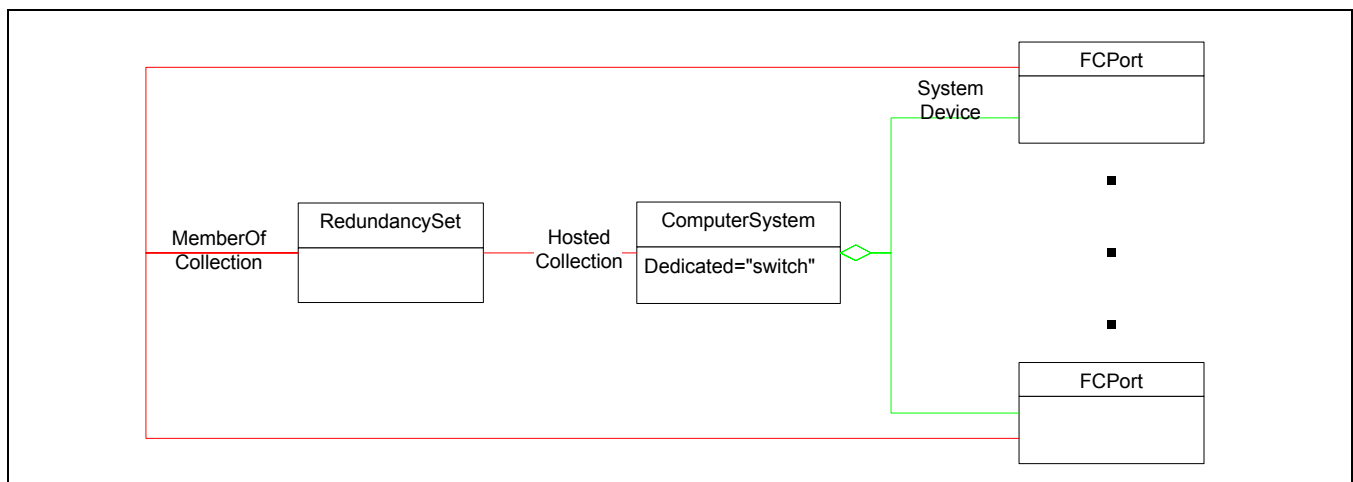 FCPort
System
Device
RedundancySet
ComputerSystem
MemberOf
Collection
Hosted
Collection
Dedicated="switch"
FCPort